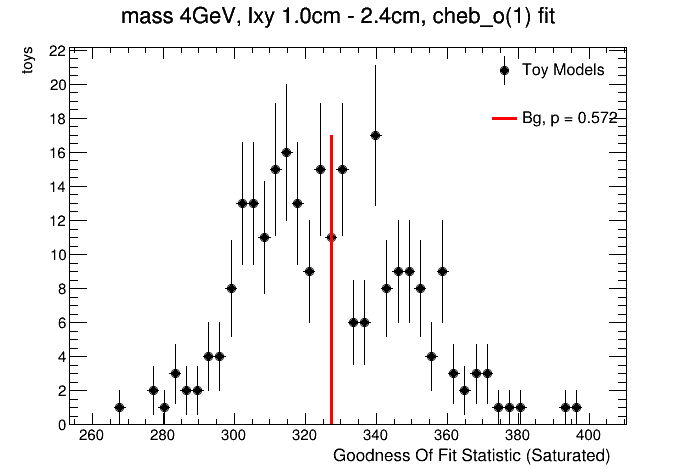 mass 4GeV, lxy 1.0cm - 2.4cm, cheb_o(1) fit
toys
22
20
18
16
14
12
10
8
6
4
2
0
Toy Models
Bg, p = 0.572
260 280 300 320 340 360 380 400
Goodness Of Fit Statistic (Saturated)